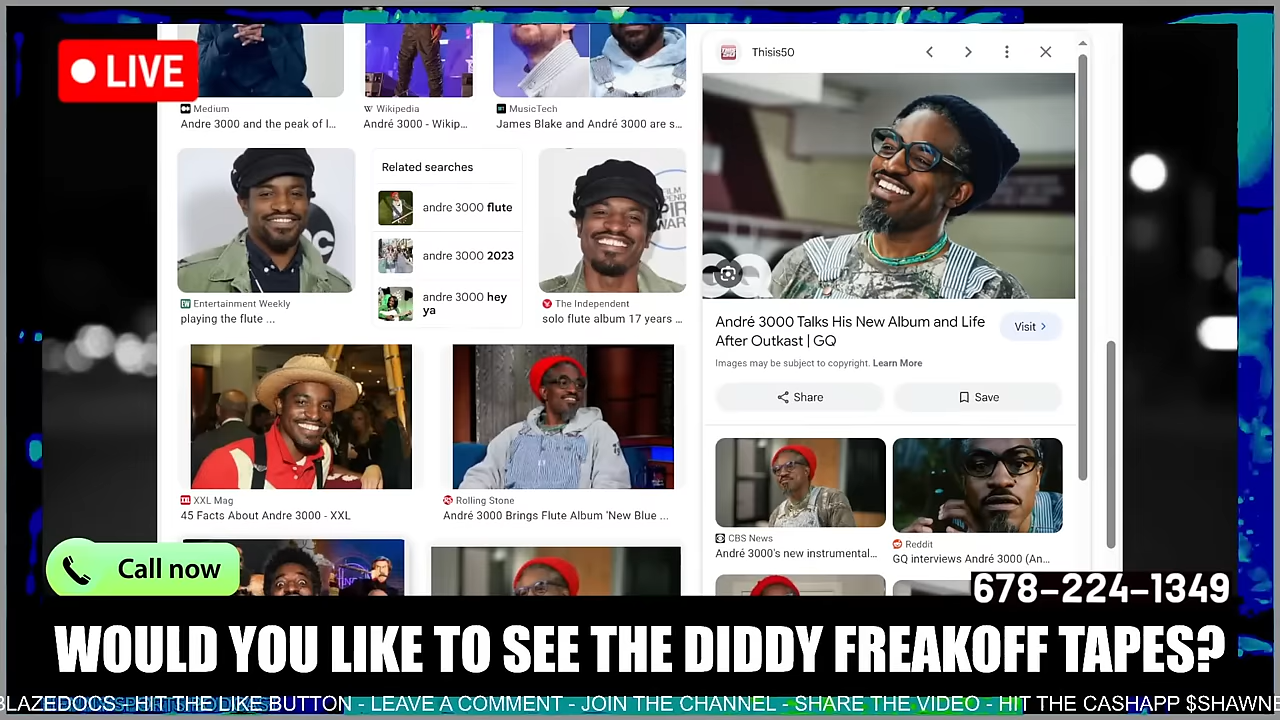 LIVE
Medium
Andre 3000 and the peak of l...
Wikipedia
André 3000 - Wikip...
MusicTech
James Blake and André 3000 are s...
Entertainment Weekly
playing the flute ...
Related searches
andre 3000 flute
andre 3000 2023
andre 3000 hey
ya
The Independent
solo flute album 17 years ...
XXL Mag
45 Facts About Andre 3000 - XXL
Rolling Stone
André 3000 Brings Flute Album 'New Blue ...
Thisis50
André 3000 Talks His New Album and Life
After Outkast | GQ
Visit
Images may be subject to copyright. Learn More
Share
Save
CBS News
André 3000's new instrumental...
Reddit
GQ interviews André 3000 (An...
Call now
678-224-1349
WOULD YOU LIKE TO SEE THE DIDDY FREAKOFF TAPES?
BLAZEDOCS - HIT THE LIKE BUTTON - LEAVE A COMMENT - JOIN THE CHANNEL - SHARE THE VIDEO - HIT THE CASHAPP $SHAWNE